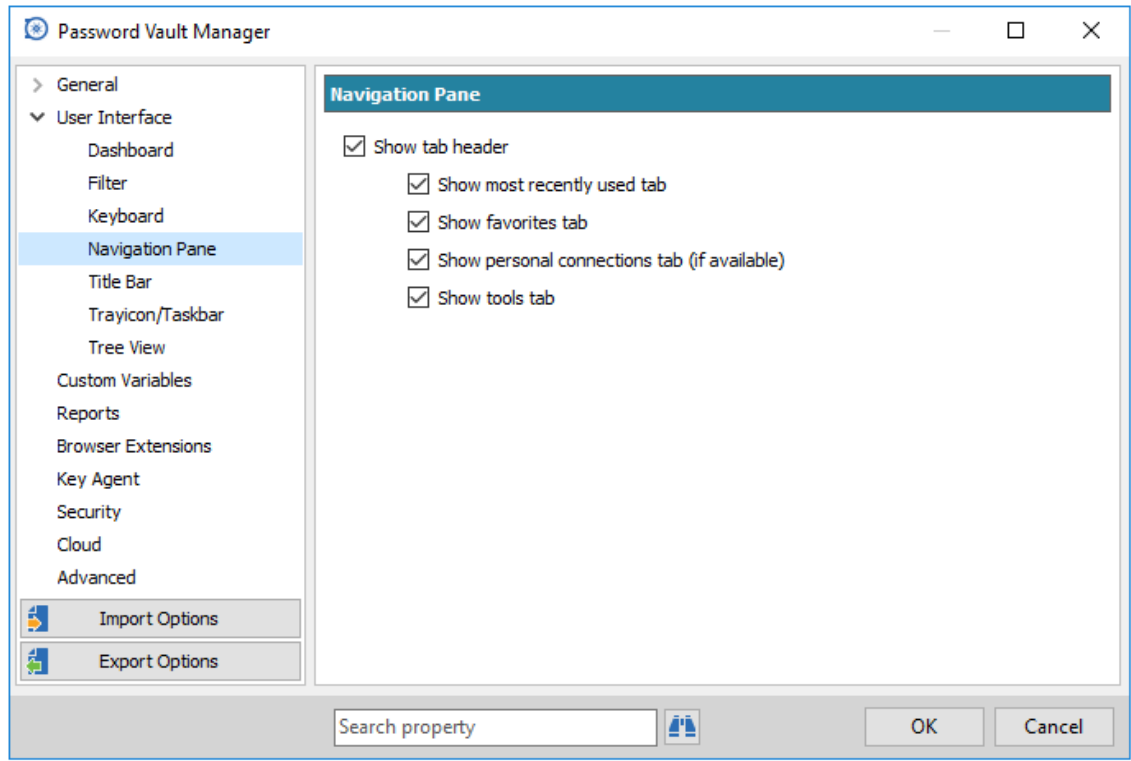 Password Vault Manager
General
User Interface
Dashboard
Filter
Keyboard
Navigation Pane
Title Bar
Trayicon/Taskbar
Tree View
Custom Variables
Reports
Browser Extensions
Key Agent
Security
Cloud
Advanced
Import Options
Export Options
Navigation Pane
Show tab header
Show most recently used tab
Show favorites tab
Show personal connections tab (if available)
Show tools tab
Search property
OK
Cancel